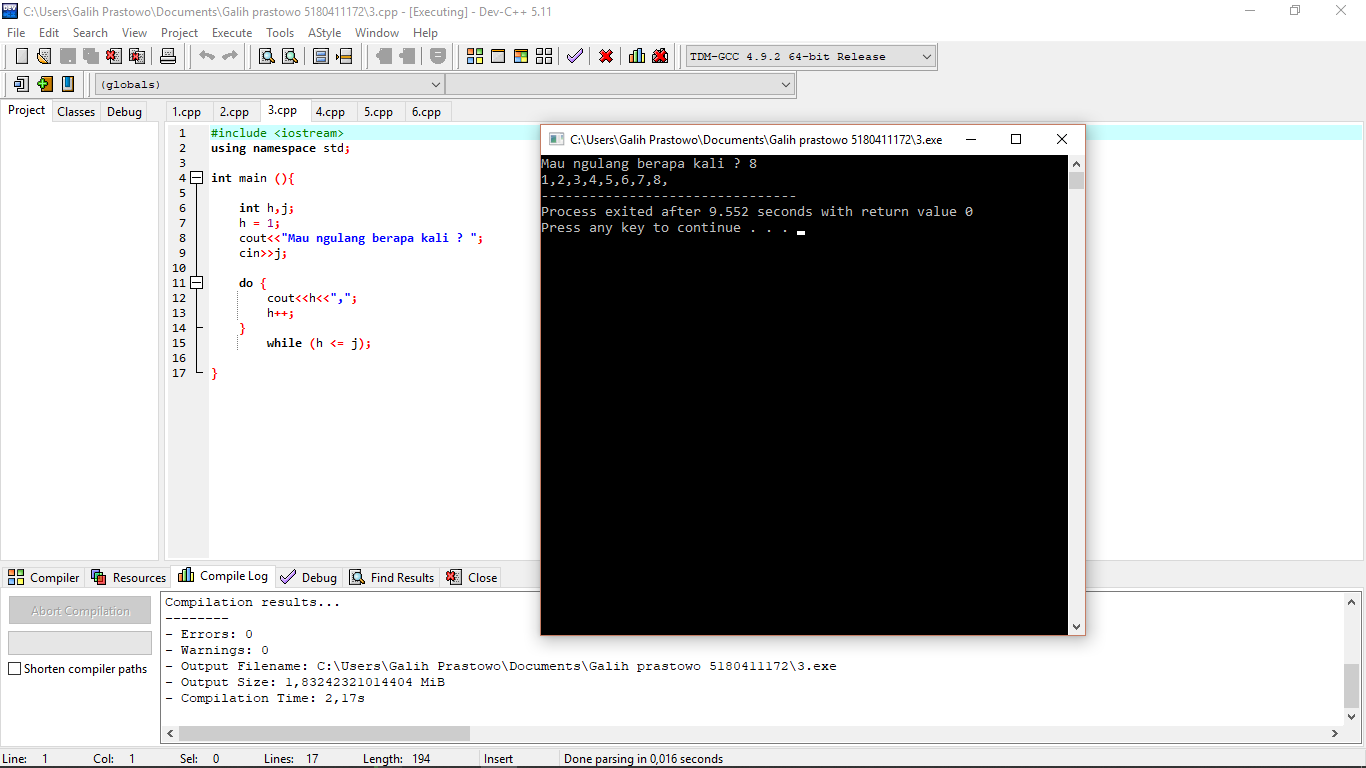 C:\Users\Galih Prastowo\Documents\Galih prastowo 5180411172\3.cpp - [Executing] - Dev-C++ 5.11
File Edit Search View Project Execute Tools AStyle Window Help
TDM-GCC 4.9.2 64-bit Release
(globals)
Project Classes Debug
1.cpp 2.cpp 3.cpp 4.cpp 5.cpp 6.cpp
1 #include <iostream>
2 using namespace std;
3
4 int main (){
5
6 int h,j;
7 h = 1;
8 cout<<"Mau ngulang berapa kali ? ";
9 cin>>j;
10
11 do {
12 cout<<h<<",";
13 h++;
14 }
15 while (h <= j);
16
17 }
C:\Users\Galih Prastowo\Documents\Galih prastowo 5180411172\3.exe
Mau ngulang berapa kali ? 8
1,2,3,4,5,6,7,8,
--------------------------------
Process exited after 9.552 seconds with return value 0
Press any key to continue . . .
Compiler Resources Compile Log Debug Find Results Close
Abort Compilation
Shorten compiler paths
Compilation results...
--------
- Errors: 0
- Warnings: 0
- Output Filename: C:\Users\Galih Prastowo\Documents\Galih prastowo 5180411172\3.exe
- Output Size: 1,83242321014404 MiB
- Compilation Time: 2,17s
Line: 1 Col: 1 Sel: 0 Lines: 17 Length: 194 Insert Done parsing in 0,016 seconds